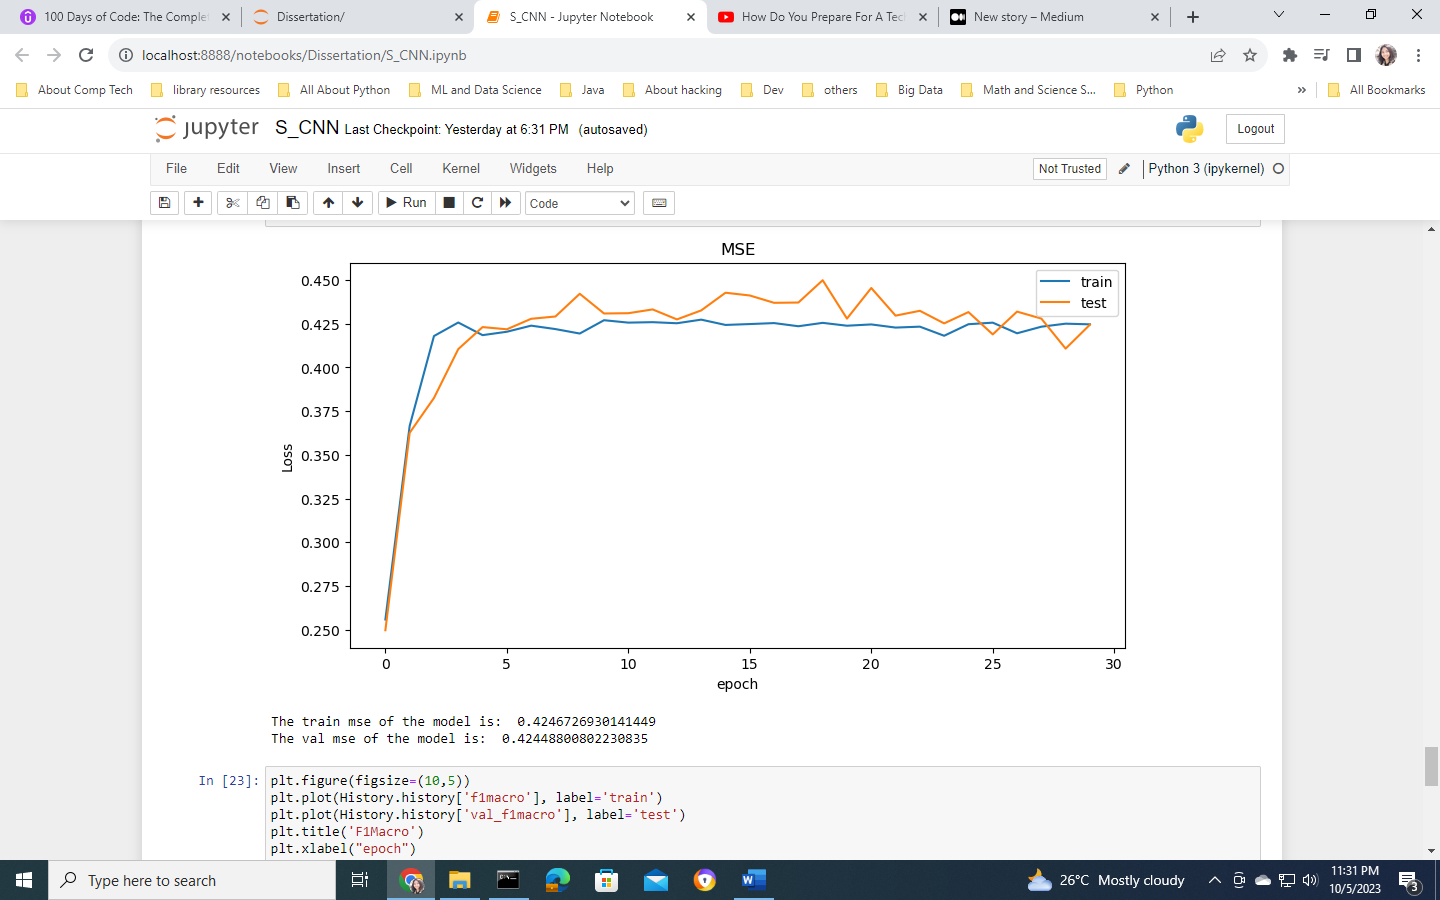 100 Days of Code: The Comple
Dissertation/
S_CNN - Jupyter Notebook
How Do You Prepare For A Tec
New story – Medium
localhost:8888/notebooks/Dissertation/S_CNN.ipynb
About Comp Tech
library resources
All About Python
ML and Data Science
Java
About hacking
Dev
others
Big Data
Math and Science S...
Python
»
All Bookmarks
jupyter S_CNN Last Checkpoint: Yesterday at 6:31 PM (autosaved)
Logout
File Edit View Insert Cell Kernel Widgets Help
Not Trusted
Python 3 (ipykernel)
Run
Code
MSE
train
test
0.450
0.425
0.400
0.375
0.350
0.325
0.300
0.275
0.250
Loss
0 5 10 15 20 25 30
epoch
The train mse of the model is:  0.4246726930141449
The val mse of the model is:  0.42448800802230835
In [23]: plt.figure(figsize=(10,5))
plt.plot(History.history['f1macro'], label='train')
plt.plot(History.history['val_f1macro'], label='test')
plt.title('F1Macro')
plt.xlabel("epoch")
Type here to search
26°C Mostly cloudy
11:31 PM
10/5/2023
3